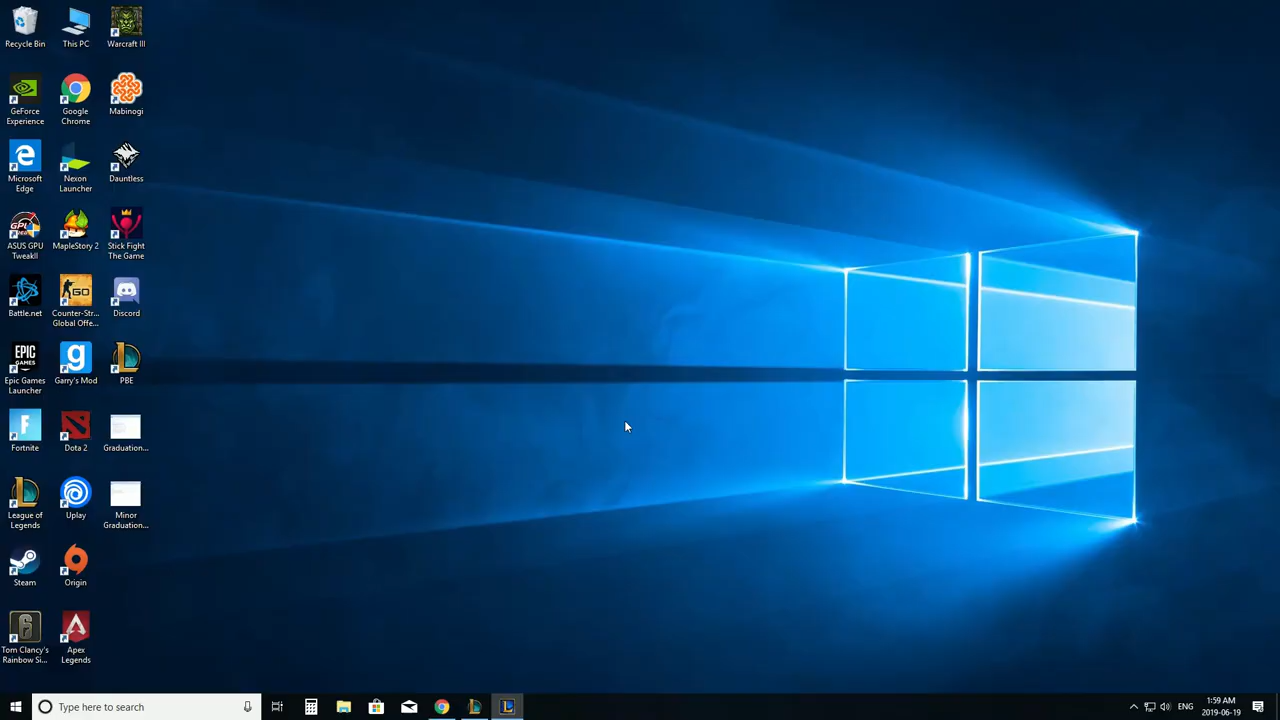 Recycle Bin
This PC
Warcraft III
GeForce
Experience
Google
Chrome
Mabinogi
Microsoft
Edge
Nexon
Launcher
Dauntless
ASUS GPU
TweakII
MapleStory 2
Stick Fight
The Game
Battle.net
Counter-Str...
Global Offe...
Discord
EPIC
GAMES
Epic Games
Launcher
Garry's Mod
PBE
Fortnite
Dota 2
Graduation...
League of
Legends
Uplay
Minor
Graduation...
Steam
Origin
Tom Clancy's
Rainbow Si...
Apex
Legends
Type here to search
ENG
1:59 AM
2019-06-19